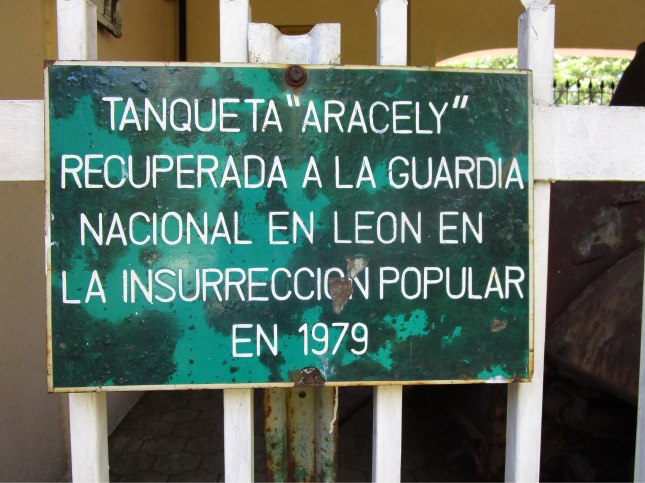 TANQUETA "ARACELY"
RECUPERADA A LA GUARDIA
NACIONAL EN LEON EN
LA INSURRECCION POPULAR
EN 1979